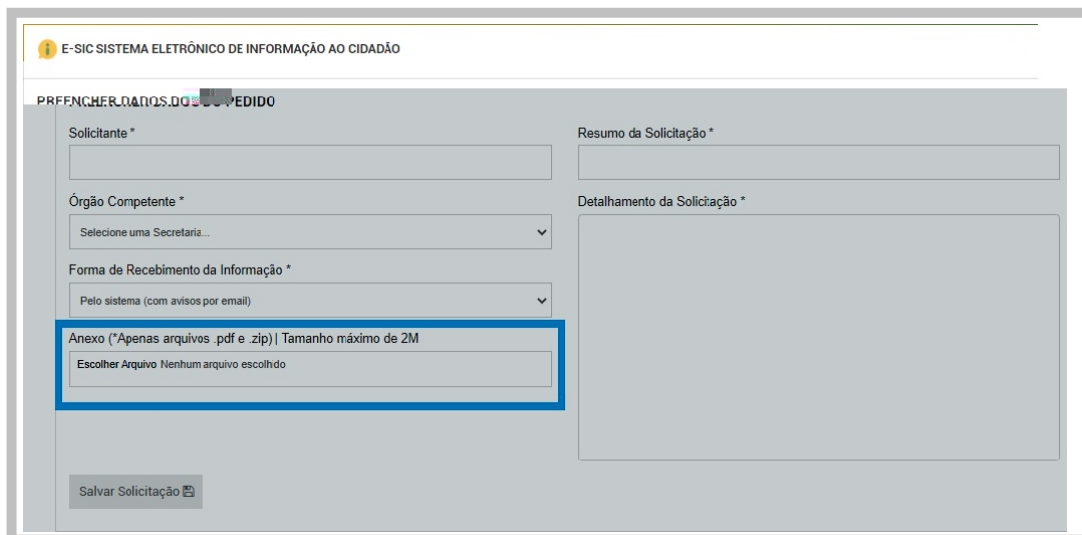 E-SIC SISTEMA ELETRÔNICO DE INFORMAÇÃO AO CIDADÃO
PREENCHER DADOS DO PEDIDO
Solicitante *
Órgão Competente *
Selecione uma Secretaria...
Forma de Recebimento da Informação *
Pelo sistema (com avisos por email)
Anexo (*Apenas arquivos .pdf e .zip) | Tamanho máximo de 2M
Escolher Arquivo Nenhum arquivo escolhido
Salvar Solicitação
Resumo da Solicitação *
Detalhamento da Solicitação *